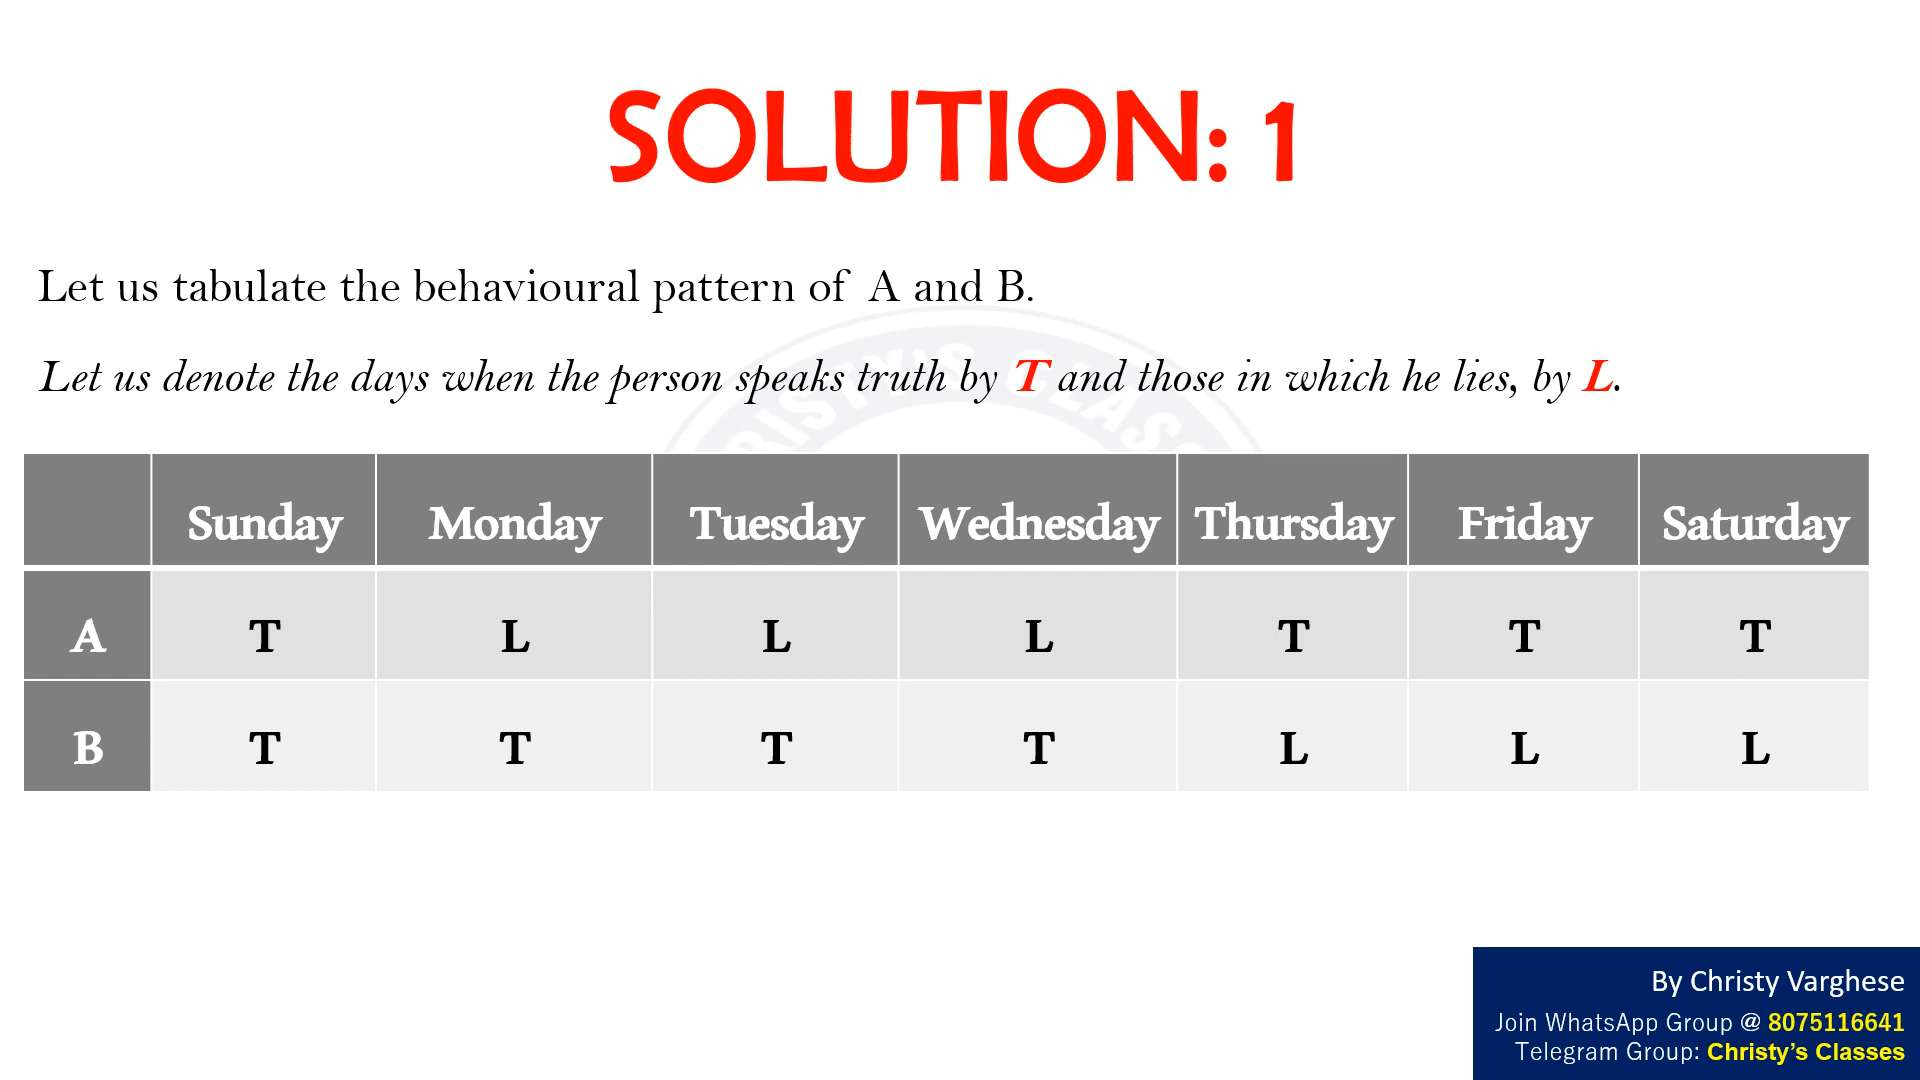 SOLUTION: 1
Let us tabulate the behavioural pattern of A and B.
Let us denote the days when the person speaks truth by T and those in which he lies, by L.
Sunday Monday Tuesday Wednesday Thursday Friday Saturday
A T L L L T T T
B T T T T L L L
By Christy Varghese
Join WhatsApp Group @ 8075116641
Telegram Group: Christy's Classes